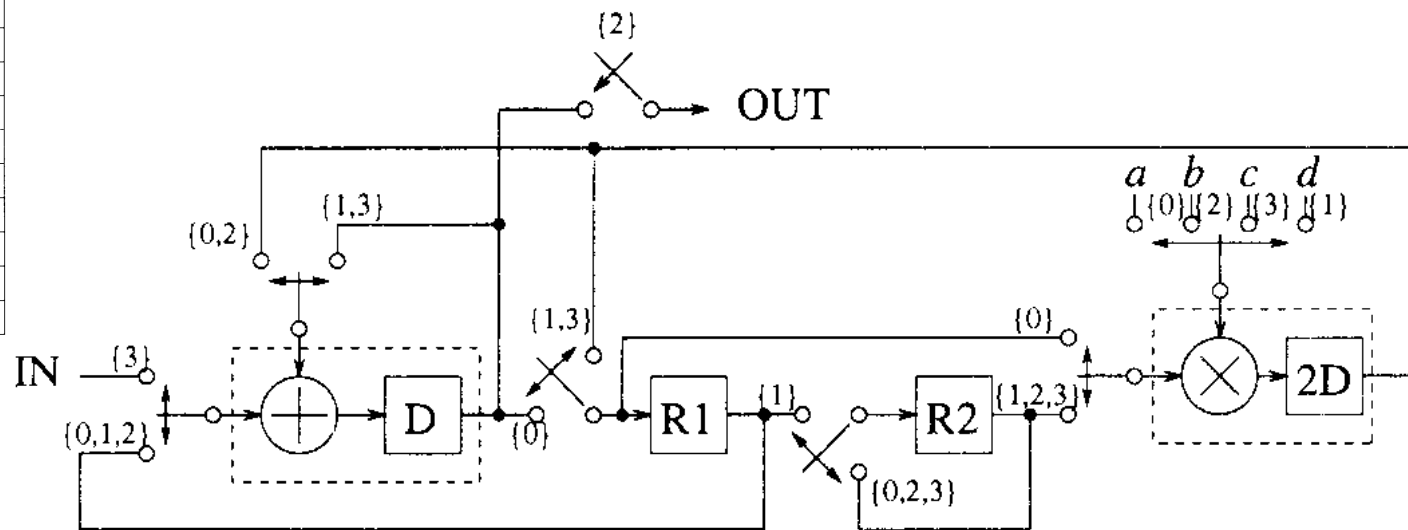 {2}
OUT
a b c d
{0} {2} {3} {1}
{0,2}
{1,3}
{1,3}
{0}
IN
{3}
{0,1,2}
+
D
{0}
R1
{1}
R2
{1,2,3}
{0,2,3}
×
2D